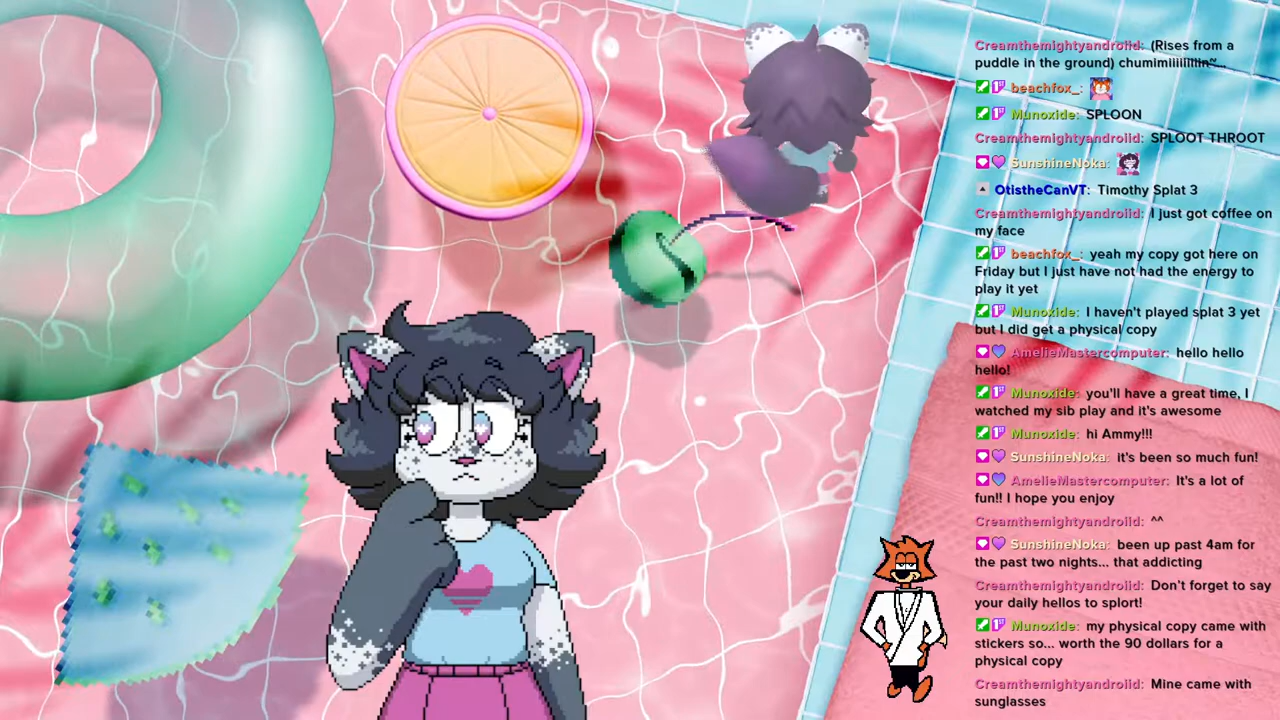 Creamthemightyandroiid: (Rises from a
puddle in the ground) chumimiiiiiiiin~...
beachfox_:
Munoxide: SPLOON
Creamthemightyandroiid: SPLOOT THROOT
SunshineNoka:
OtistheCanVT: Timothy Splat 3
Creamthemightyandroiid: I just got coffee on
my face
beachfox_: yeah my copy got here on
Friday but I just have not had the energy to
play it yet
Munoxide: I haven't played splat 3 yet
but I did get a physical copy
AmelieMastercomputer: hello hello
hello!
Munoxide: you'll have a great time, I
watched my sib play and it's awesome
Munoxide: hi Ammy!!!
SunshineNoka: it's been so much fun!
AmelieMastercomputer: It's a lot of
fun!! I hope you enjoy
Creamthemightyandroiid: ^^
SunshineNoka: been up past 4am for
the past two nights... that addicting
Creamthemightyandroiid: Don't forget to say
your daily hellos to splort!
Munoxide: my physical copy came with
stickers so... worth the 90 dollars for a
physical copy
Creamthemightyandroiid: Mine came with
sunglasses